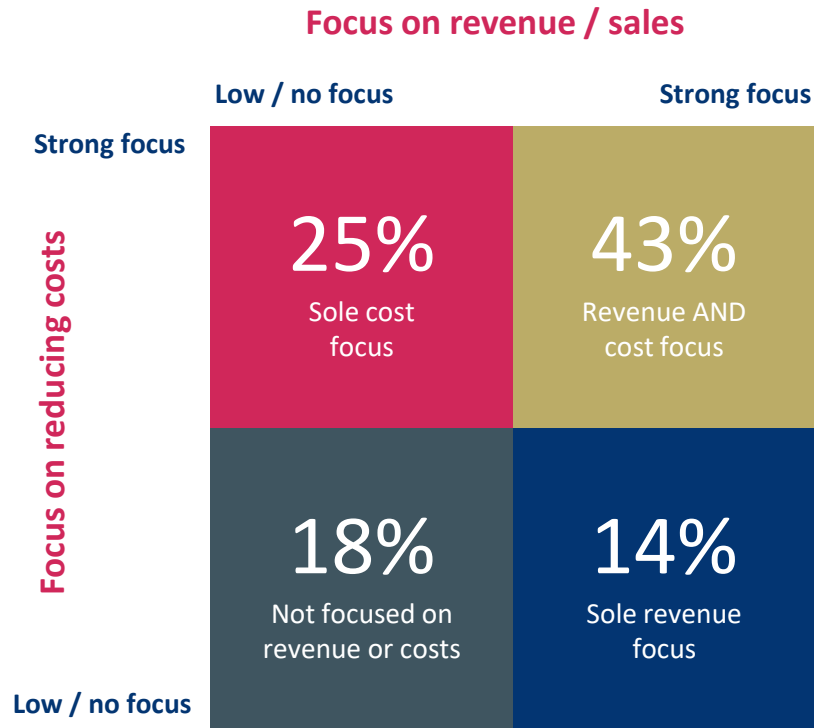 Focus on revenue / sales
Low / no focus
Strong focus
Strong focus
Focus on reducing costs
25%
Sole cost
focus
43%
Revenue AND
cost focus
18%
Not focused on
revenue or costs
14%
Sole revenue
focus
Low / no focus